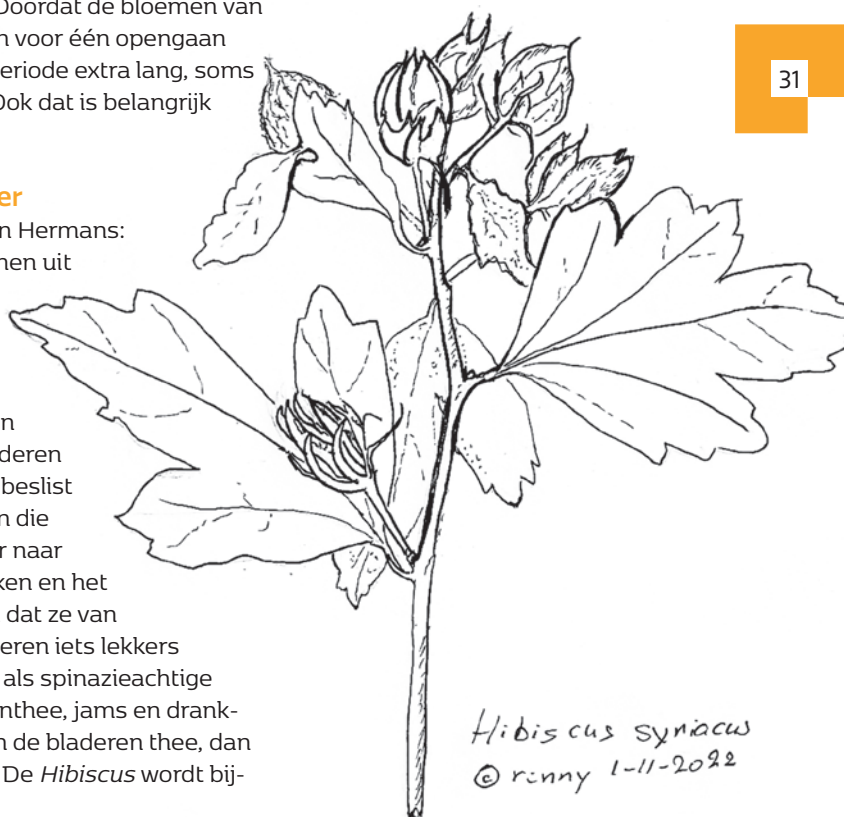 Doordat de bloemen van
n voor één opengaan
eriode extra lang, soms
Ook dat is belangrijk
31
er
n Hermans:
nen uit
n
deren
beslist
n die
r naar
ken en het
dat ze van
eren iets lekkers
als spinazieachtige
nthee, jams en drank-
n de bladeren thee, dan
De Hibiscus wordt bij-
Hibiscus syriacus
© rinny 1-11-2022